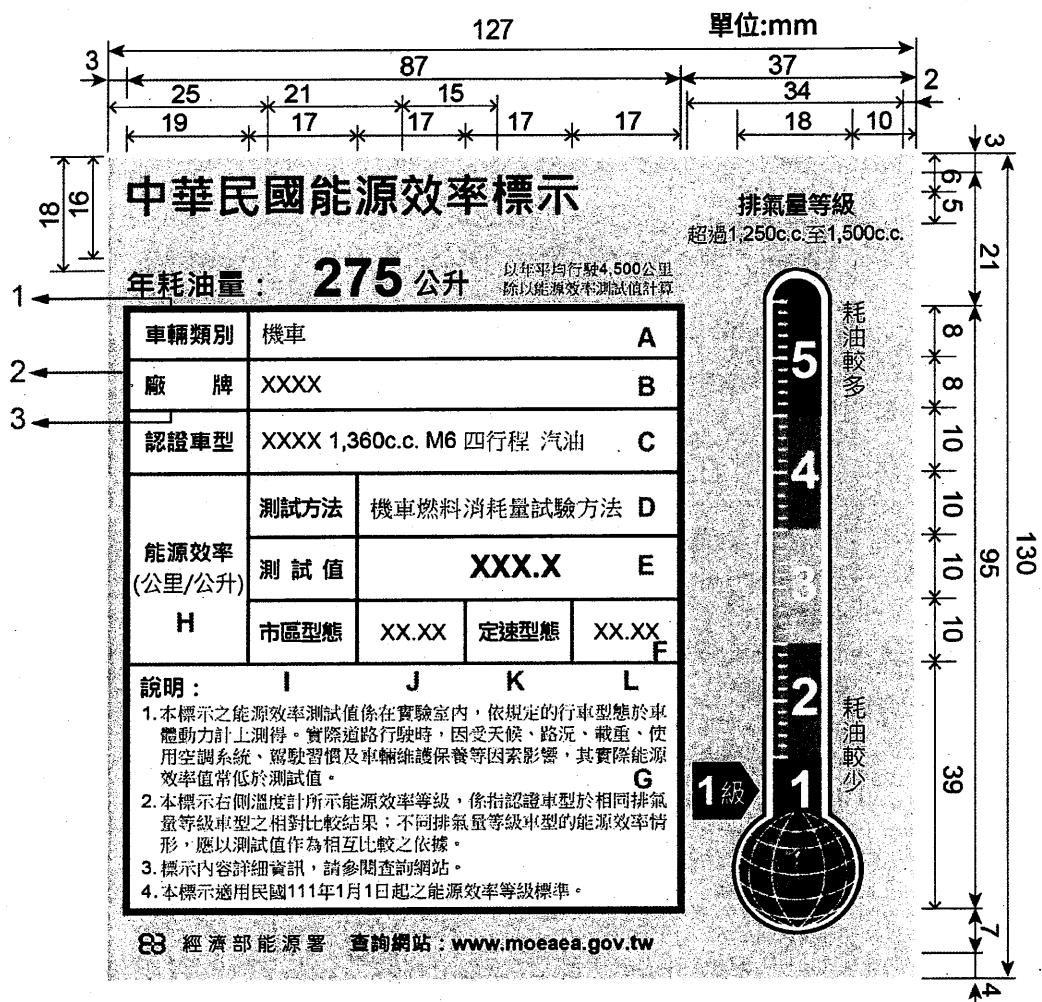 單位:mm
127
3
87
37
2
25
21
15
34
19
17
17
17
17
18
10
3
18
16
6
5
21
中華民國能源效率標示
排氣量等級
超過1,250c.c.至1,500c.c.
年耗油量： 275 公升
以年平均行駛4,500公里
除以能源效率測試值計算
1
2
3
車輛類別 機車 A
廠 牌 XXXX B
認證車型 XXXX 1,360c.c. M6 四行程 汽油 C
能源效率
(公里/公升)
H
測試方法 機車燃料消耗量試驗方法 D
測 試 值 XXX.X E
市區型態 XX.XX 定速型態 XX.XX F
I J K L
說明：
1.本標示之能源效率測試值係在實驗室內，依規定的行車型態於車
體動力計上測得。實際道路行駛時，因受天候、路況、載重、使
用空調系統、駕駛習慣及車輛維護保養等因素影響，其實際能源
效率值常低於測試值。
G
2.本標示右側溫度計所示能源效率等級，係指認證車型於相同排氣
量等級車型之相對比較結果；不同排氣量等級車型的能源效率情
形，應以測試值作為相互比較之依據。
3.標示內容詳細資訊，請參閱查詢網站。
4.本標示適用民國111年1月1日起之能源效率等級標準。
經濟部能源署 查詢網站：www.moeaea.gov.tw
耗油較多
5
4
3
2
1
耗油較少
1級
8
8
10
10
10
10
39
95
130
7
4